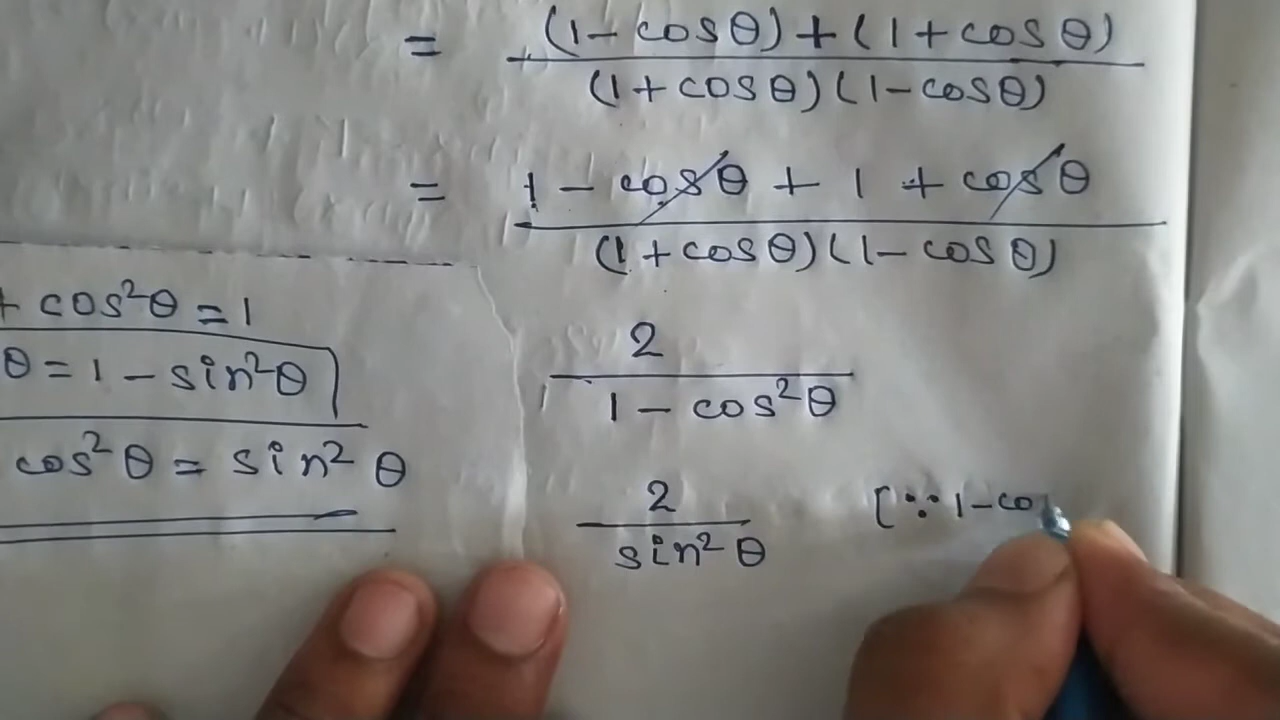 = (1 - cosθ) + (1 + cosθ)
(1 + cosθ)(1 - cosθ)
= 1 - cosθ + 1 + cosθ
(1 + cosθ)(1 - cosθ)
2
1 - cos²θ
2
sin²θ
[∵ 1 - co
+ cos²θ = 1
θ = 1 - sin²θ
cos²θ = sin²θ